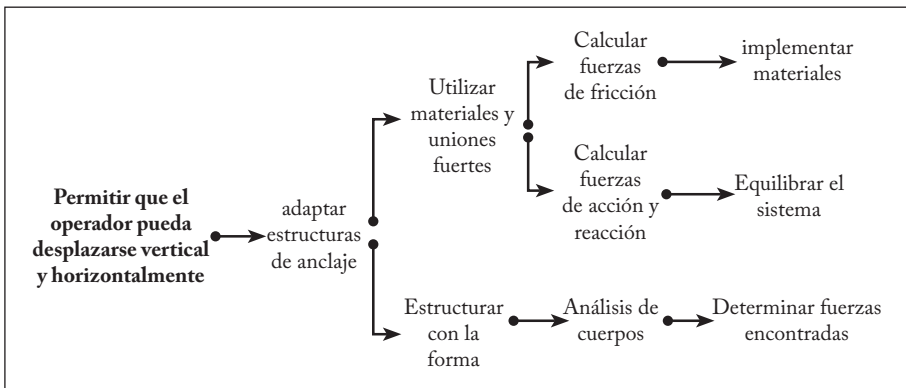 Permitir que el
operador pueda
desplazarse vertical
y horizontalmente
adaptar
estructuras
de anclaje
Utilizar
materiales y
uniones
fuertes
Calcular
fuerzas
de fricción
implementar
materiales
Calcular
fuerzas
de acción y
reacción
Equilibrar el
sistema
Estructurar
con la
forma
Análisis de
cuerpos
Determinar fuerzas
encontradas